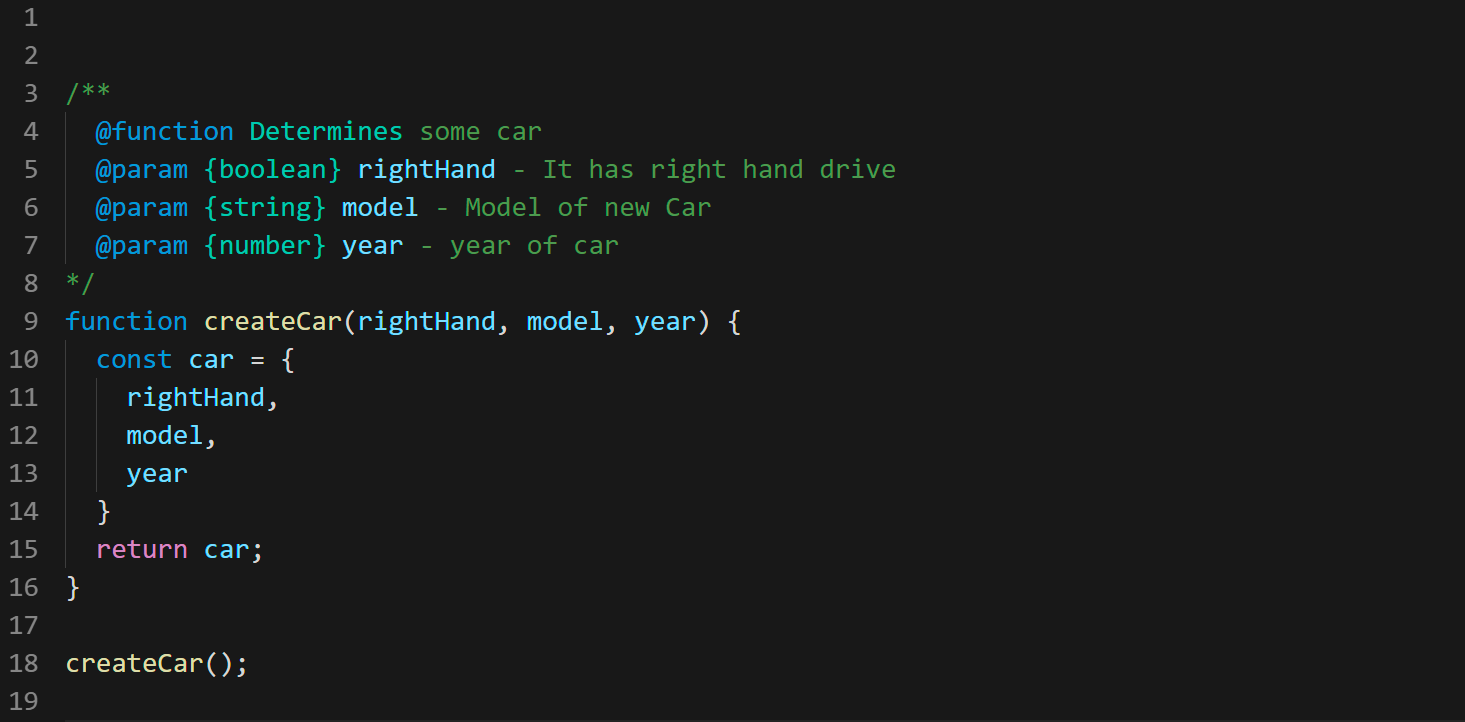 1
2
3 /**
4   @function Determines some car
5   @param {boolean} rightHand - It has right hand drive
6   @param {string} model - Model of new Car
7   @param {number} year - year of car
8 */
9 function createCar(rightHand, model, year) {
10   const car = {
11     rightHand,
12     model,
13     year
14   }
15   return car;
16 }
17
18 createCar();
19